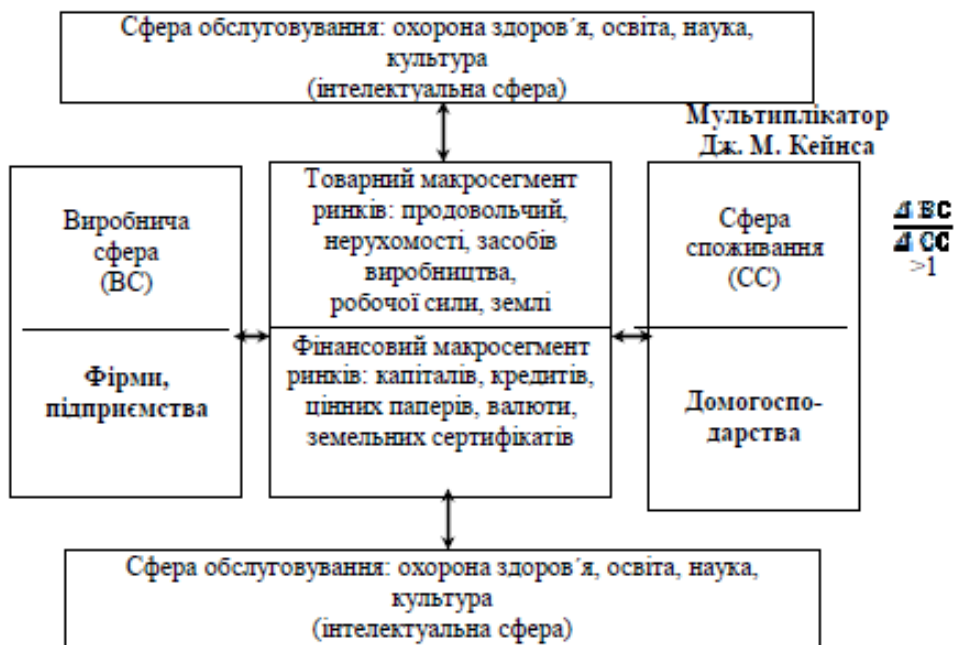 Сфера обслуговування: охорона здоров´я, освіта, наука,
культура
(інтелектуальна сфера)
Мультиплікатор
Дж. М. Кейнса
Виробнича
сфера
(ВС)
Фірми,
підприємства
Товарний макросегмент
ринків: продовольчий,
нерухомості, засобів
виробництва,
робочої сили, землі
Фінансовий макросегмент
ринків: капіталів, кредитів,
цінних паперів, валюти,
земельних сертифікатів
Сфера
споживання
(СС)
Домогоспо-
дарства
Δ ВС
Δ СС
>1
Сфера обслуговування: охорона здоров´я, освіта, наука,
культура
(інтелектуальна сфера)